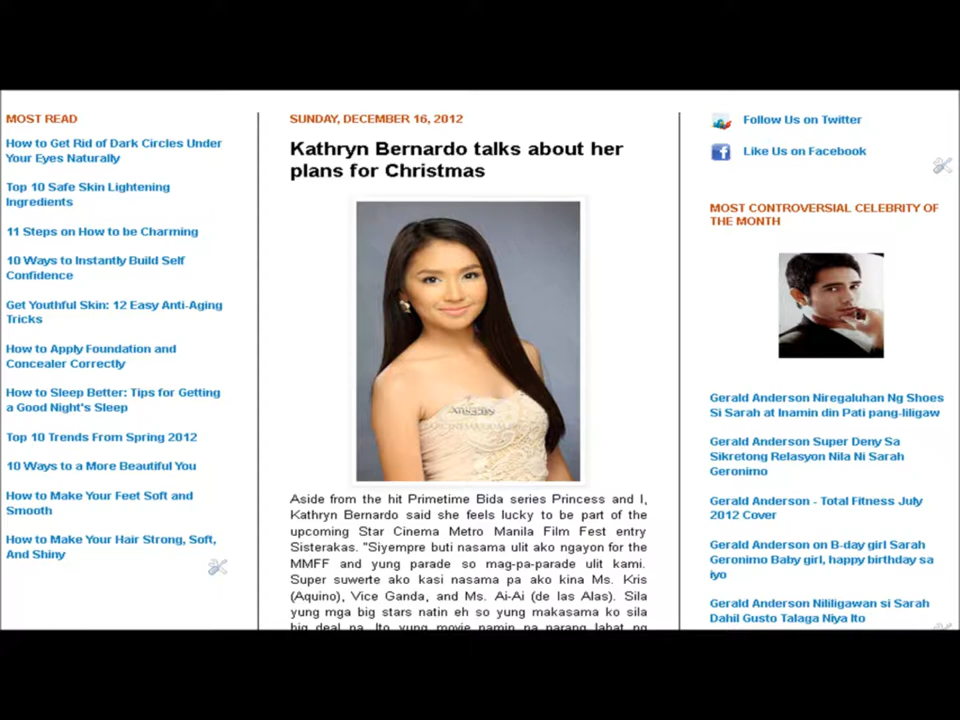 MOST READ
How to Get Rid of Dark Circles Under
Your Eyes Naturally
Top 10 Safe Skin Lightening
Ingredients
11 Steps on How to be Charming
10 Ways to Instantly Build Self
Confidence
Get Youthful Skin: 12 Easy Anti-Aging
Tricks
How to Apply Foundation and
Concealer Correctly
How to Sleep Better: Tips for Getting
a Good Night's Sleep
Top 10 Trends From Spring 2012
10 Ways to a More Beautiful You
How to Make Your Feet Soft and
Smooth
How to Make Your Hair Strong, Soft,
And Shiny
SUNDAY, DECEMBER 16, 2012
Kathryn Bernardo talks about her
plans for Christmas
Aside from the hit Primetime Bida series Princess and I,
Kathryn Bernardo said she feels lucky to be part of the
upcoming Star Cinema Metro Manila Film Fest entry
Sisterakas. "Siyempre buti nasama ulit ako ngayon for the
MMFF and yung parade so mag-pa-parade ulit kami.
Super suwerte ako kasi nasama pa ako kina Ms. Kris
(Aquino), Vice Ganda, and Ms. Ai-Ai (de las Alas). Sila
yung mga big stars natin eh so yung makasama ko sila
big deal na. Ito yung movie namin na parang lahat ng
Follow Us on Twitter
Like Us on Facebook
MOST CONTROVERSIAL CELEBRITY OF
THE MONTH
Gerald Anderson Niregaluhan Ng Shoes
Si Sarah at Inamin din Pati pang-liligaw
Gerald Anderson Super Deny Sa
Sikretong Relasyon Nila Ni Sarah
Geronimo
Gerald Anderson - Total Fitness July
2012 Cover
Gerald Anderson on B-day girl Sarah
Geronimo Baby girl, happy birthday sa
iyo
Gerald Anderson Nililigawan si Sarah
Dahil Gusto Talaga Niya Ito